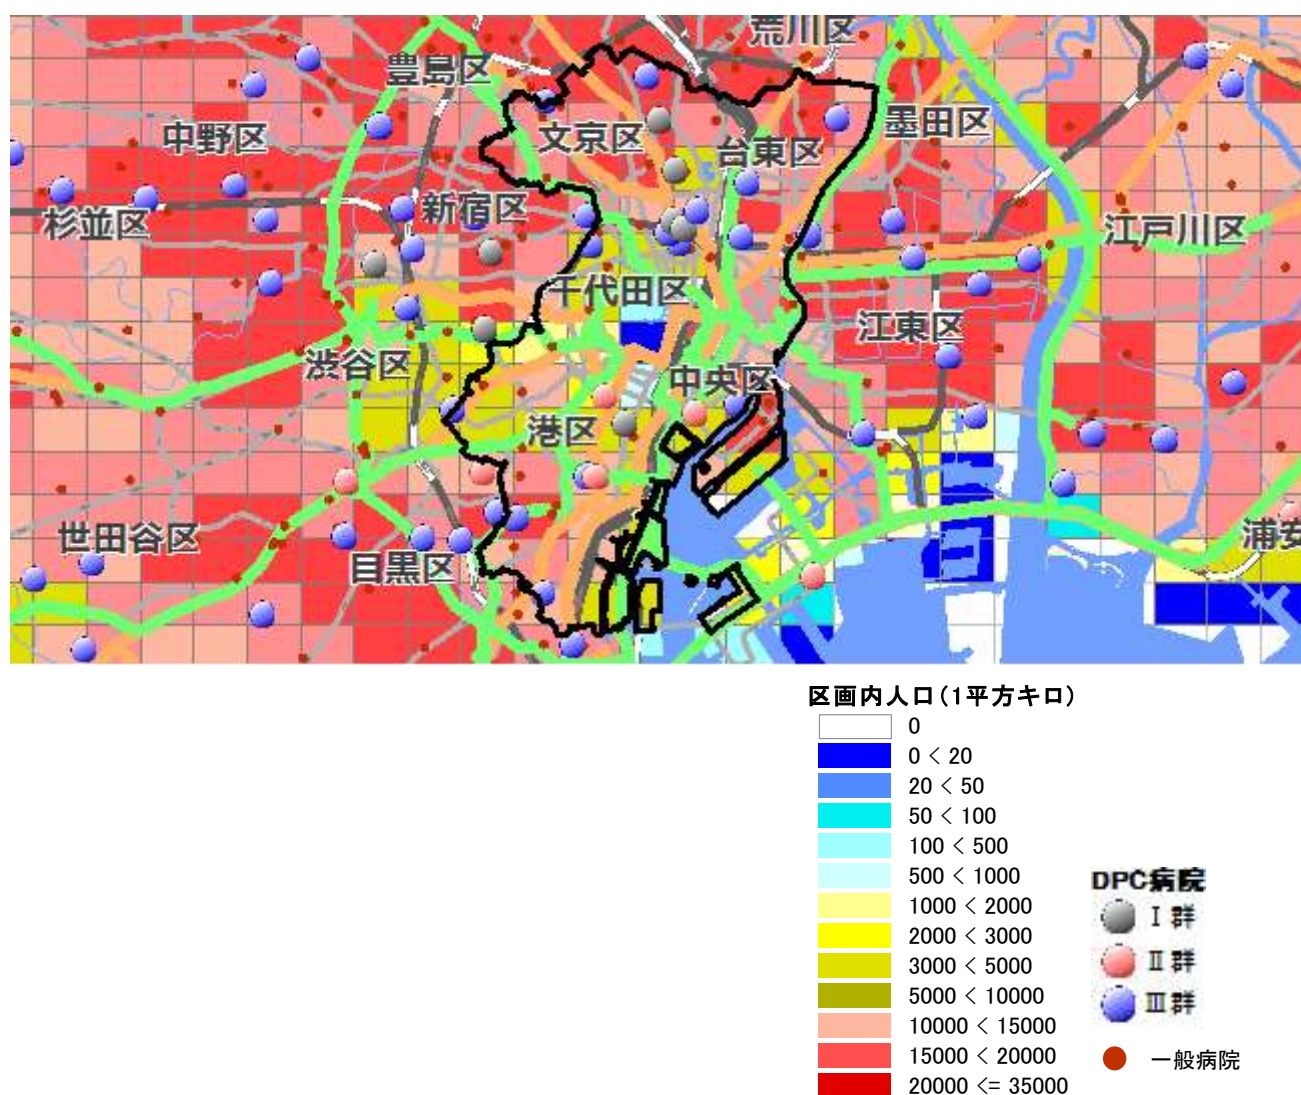 荒川区
豊島区
中野区
文京区
台東区
墨田区
杉並区
新宿区
江戸川区
千代田区
江東区
渋谷区
中央区
港区
世田谷区
目黒区
浦安
区画内人口(1平方キロ)
0
0 < 20
20 < 50
50 < 100
100 < 500
500 < 1000
1000 < 2000
2000 < 3000
3000 < 5000
5000 < 10000
10000 < 15000
15000 < 20000
20000 <= 35000
DPC病院
Ⅰ群
Ⅱ群
Ⅲ群
一般病院